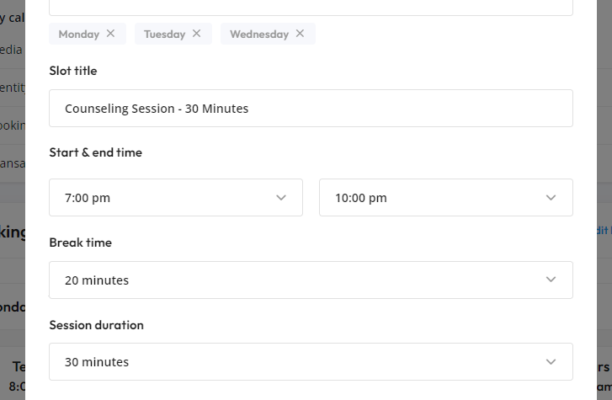 Monday ✕ Tuesday ✕ Wednesday ✕
Slot title
Counseling Session - 30 Minutes
Start & end time
7:00 pm 10:00 pm
Break time
20 minutes
Session duration
30 minutes